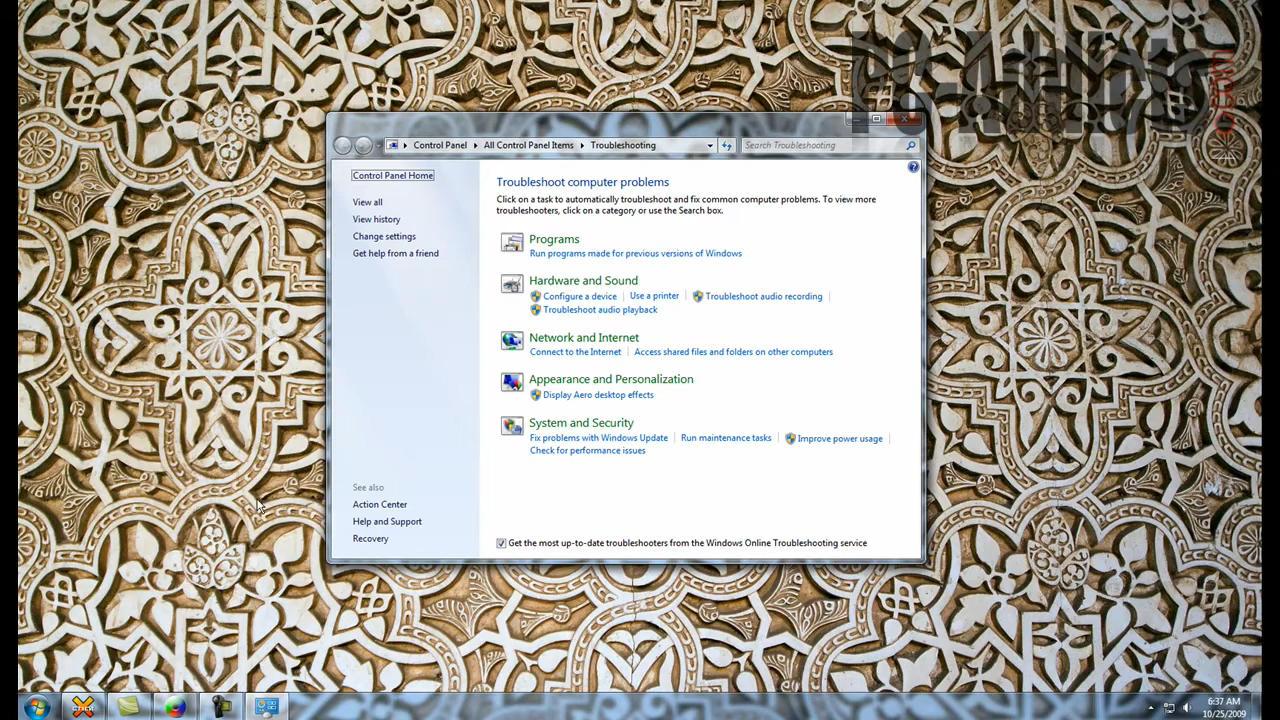 Control Panel ▸ All Control Panel Items ▸ Troubleshooting
Search Troubleshooting
Control Panel Home
View all
View history
Change settings
Get help from a friend
See also
Action Center
Help and Support
Recovery
Troubleshoot computer problems
Click on a task to automatically troubleshoot and fix common computer problems. To view more
troubleshooters, click on a category or use the Search box.
Programs
Run programs made for previous versions of Windows
Hardware and Sound
Configure a device | Use a printer | Troubleshoot audio recording |
Troubleshoot audio playback
Network and Internet
Connect to the Internet | Access shared files and folders on other computers
Appearance and Personalization
Display Aero desktop effects
System and Security
Fix problems with Windows Update | Run maintenance tasks | Improve power usage |
Check for performance issues
Get the most up-to-date troubleshooters from the Windows Online Troubleshooting service
6:37 AM
10/25/2009